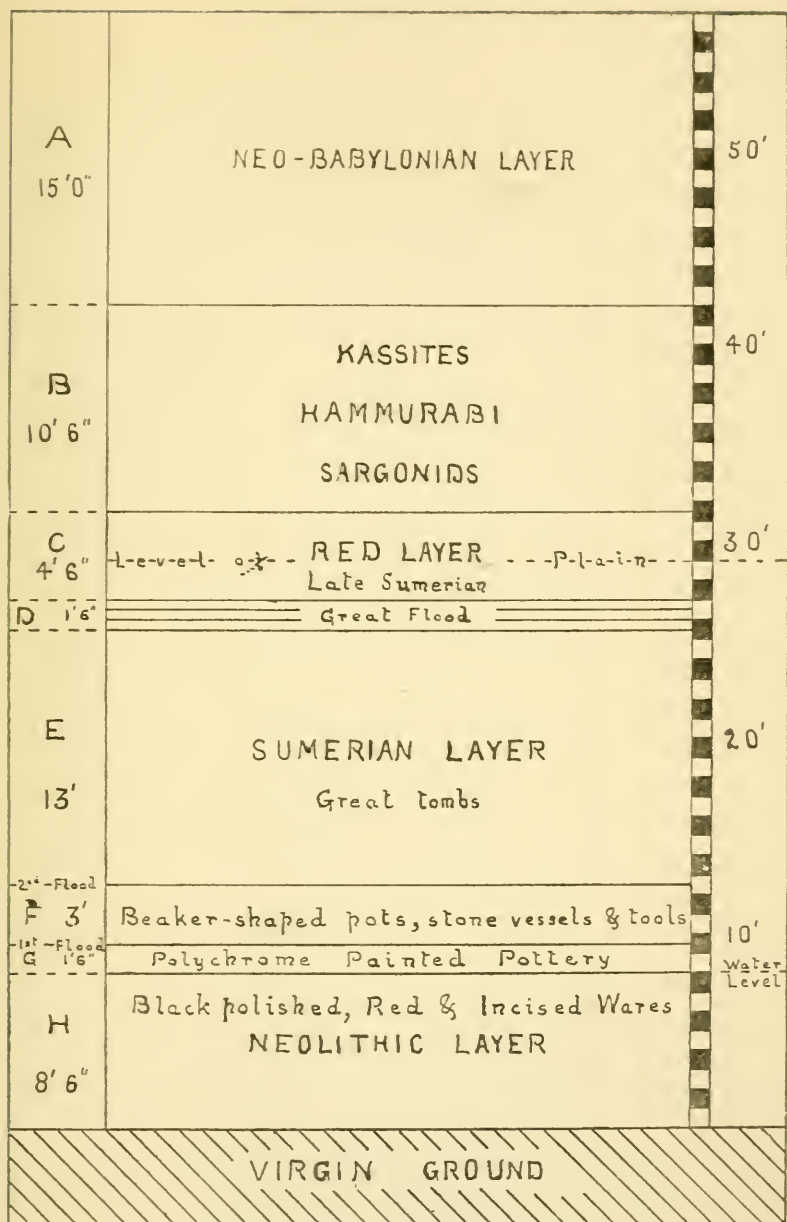 A
15'0"
NEO-BABYLONIAN LAYER
50'
B
10' 6"
KASSITES
HAMMURABI
SARGONIDS
40'
C
4' 6"
L-e-v-e-l- o-f - - - RED LAYER - - - P-l-a-i-n
Late Sumerian
30'
D 1'6"
Great Flood
E
13'
SUMERIAN LAYER
Great tombs
20'
2nd-Flood
F 3'
Beaker-shaped pots, stone vessels & tools
10'
1st-Flood
G 1'6"
Polychrome Painted Pottery
Water
Level
H
8' 6"
Black polished, Red & Incised Wares
NEOLITHIC LAYER
VIRGIN GROUND